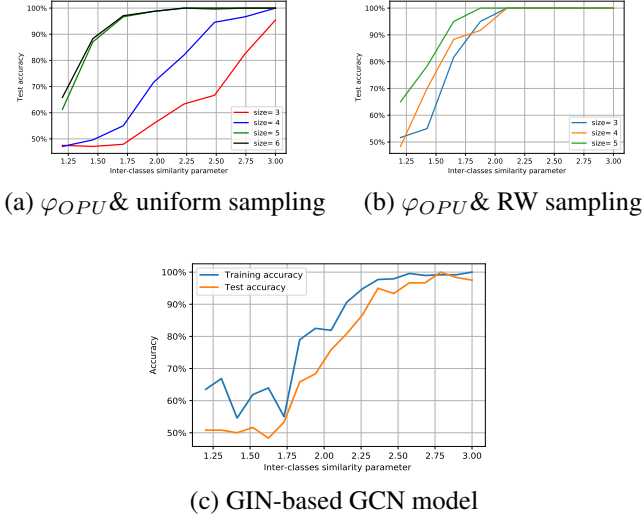 100%
90%
80%
70%
60%
50%
Test accuracy
size= 3
size= 4
size= 5
size= 6
1.25 1.50 1.75 2.00 2.25 2.50 2.75 3.00
Inter-classes similarity parameter
(a) φOPU& uniform sampling
100%
90%
80%
70%
60%
50%
Test accuracy
size= 3
size= 4
size= 5
1.25 1.50 1.75 2.00 2.25 2.50 2.75 3.00
Inter-classes similarity parameter
(b) φOPU& RW sampling
100%
90%
80%
70%
60%
50%
Accuracy
Training accuracy
Test accuracy
1.25 1.50 1.75 2.00 2.25 2.50 2.75 3.00
Inter-classes similarity parameter
(c) GIN-based GCN model